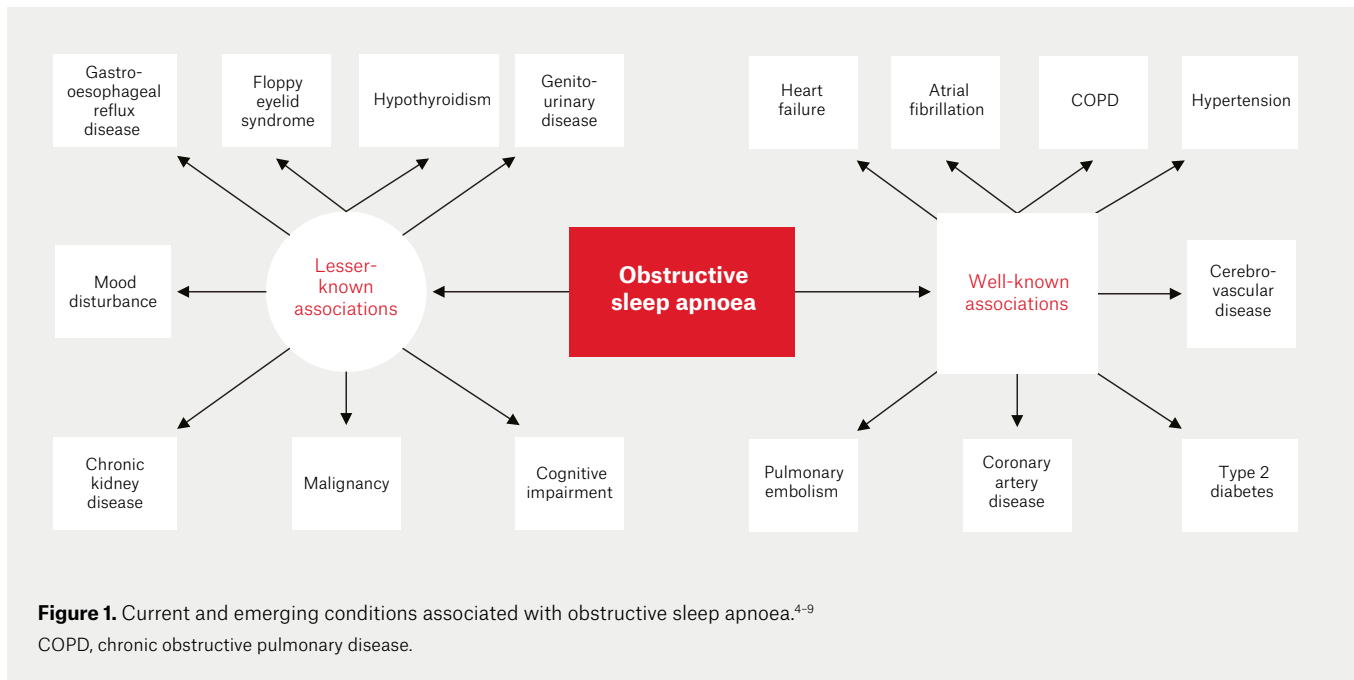 Gastro-
oesophageal
reflux
disease
Floppy
eyelid
syndrome
Hypothyroidism
Genito-
urinary
disease
Heart
failure
Atrial
fibrillation
COPD
Hypertension
Mood
disturbance
Lesser-
known
associations
Obstructive
sleep apnoea
Well-known
associations
Cerebro-
vascular
disease
Chronic
kidney
disease
Malignancy
Cognitive
impairment
Pulmonary
embolism
Coronary
artery
disease
Type 2
diabetes
Figure 1. Current and emerging conditions associated with obstructive sleep apnoea.4–9
COPD, chronic obstructive pulmonary disease.